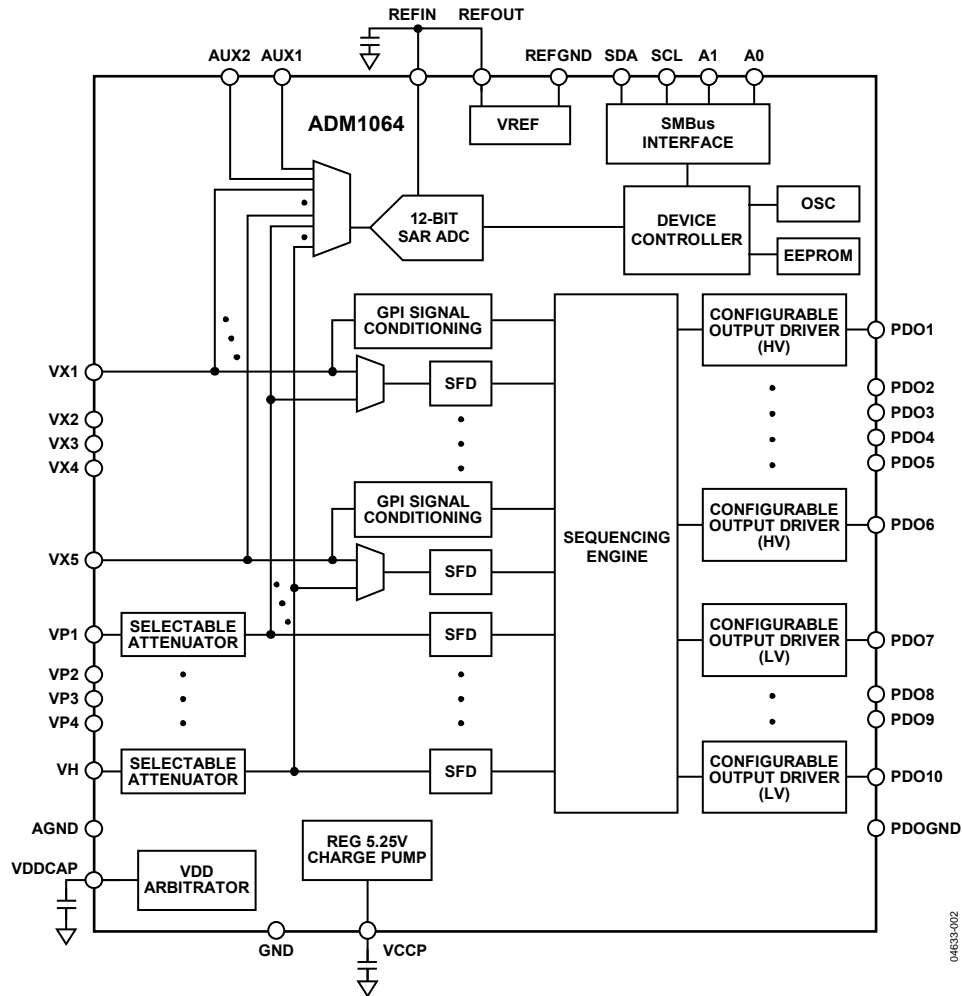 REFIN REFOUT
AUX2 AUX1
REFGND SDA SCL A1 A0
ADM1064
VREF
SMBus
INTERFACE
12-BIT
SAR ADC
DEVICE
CONTROLLER
OSC
EEPROM
GPI SIGNAL
CONDITIONING
CONFIGURABLE
OUTPUT DRIVER
(HV)
PDO1
VX1
SFD
PDO2
VX2
PDO3
VX3
PDO4
VX4
PDO5
GPI SIGNAL
CONDITIONING
CONFIGURABLE
OUTPUT DRIVER
(HV)
PDO6
SEQUENCING
ENGINE
VX5
SFD
VP1
SELECTABLE
ATTENUATOR
SFD
CONFIGURABLE
OUTPUT DRIVER
(LV)
PDO7
VP2
VP3
VP4
PDO8
PDO9
VH
SELECTABLE
ATTENUATOR
SFD
CONFIGURABLE
OUTPUT DRIVER
(LV)
PDO10
AGND
PDOGND
REG 5.25V
CHARGE PUMP
VDDCAP
VDD
ARBITRATOR
GND
VCCP
04633-002